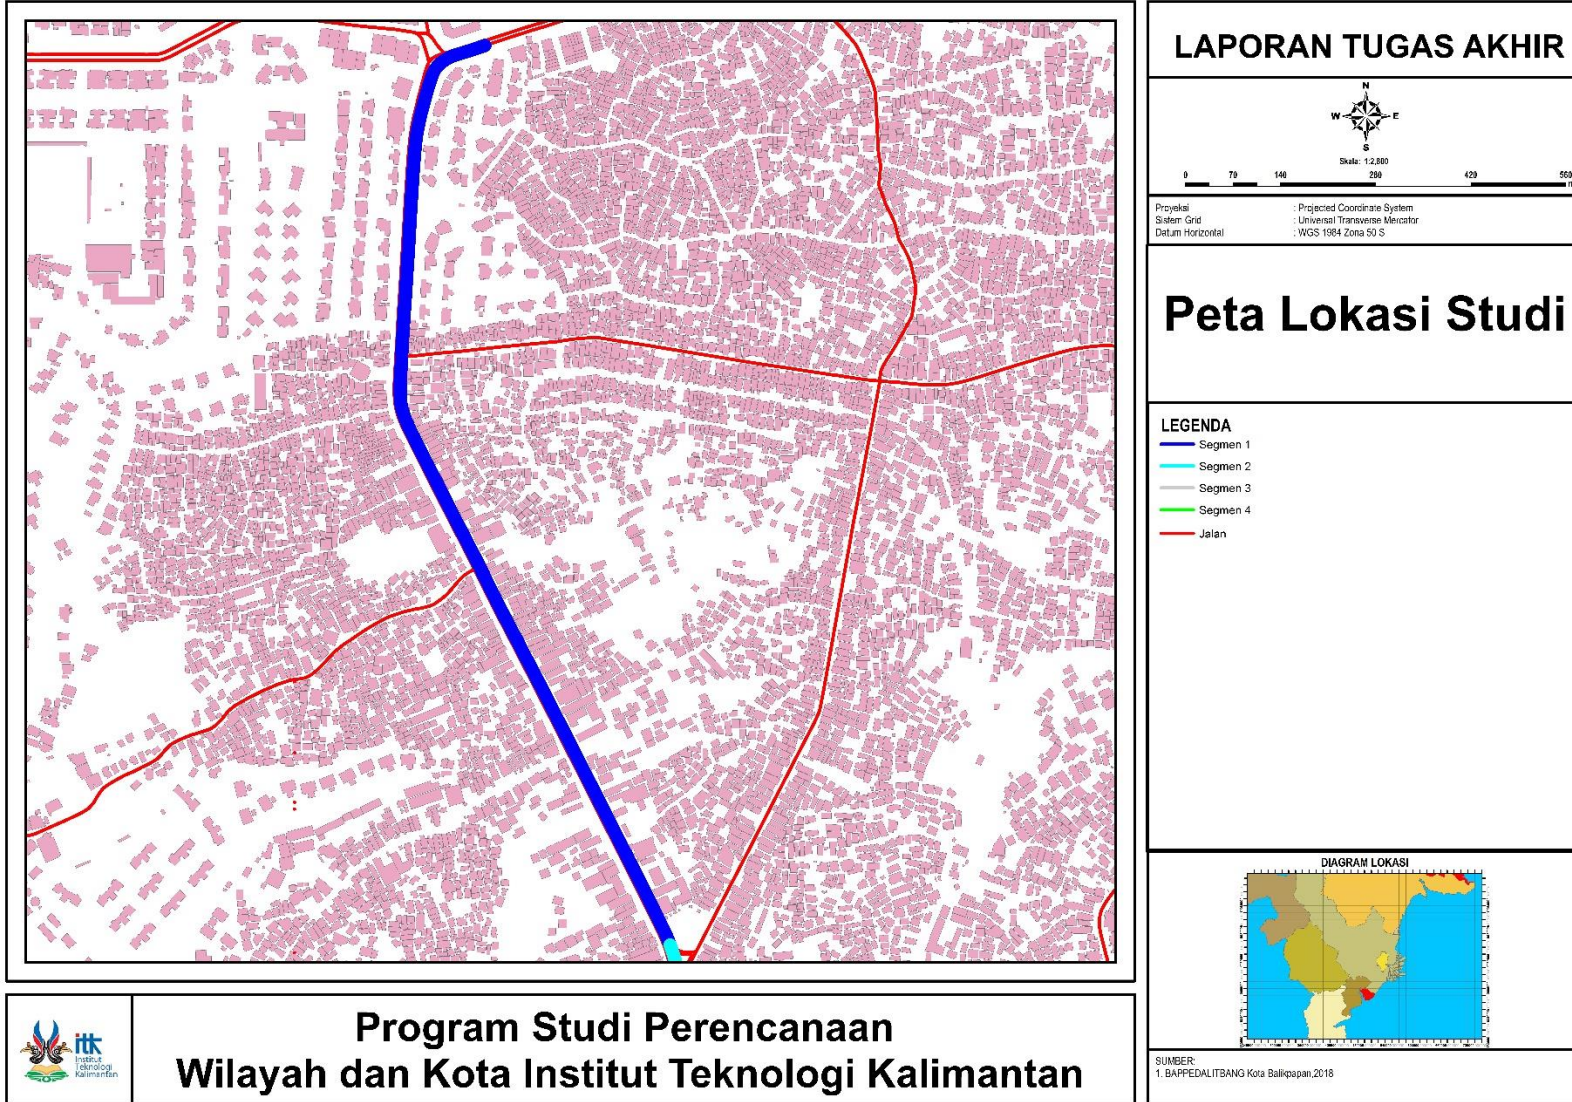 LAPORAN TUGAS AKHIR
N
W E
S
Skala: 1:2,800
0 70 140 280 420 560
m
Proyeksi : Projected Coordinate System
Sistem Grid : Universal Transverse Mercator
Datum Horizontal : WGS 1984 Zona 50 S
Peta Lokasi Studi
LEGENDA
Segmen 1
Segmen 2
Segmen 3
Segmen 4
Jalan
DIAGRAM LOKASI
SUMBER:
1. BAPPEDALITBANG Kota Balikpapan,2018
itk
Institut
Teknologi
Kalimantan
Program Studi Perencanaan
Wilayah dan Kota Institut Teknologi Kalimantan